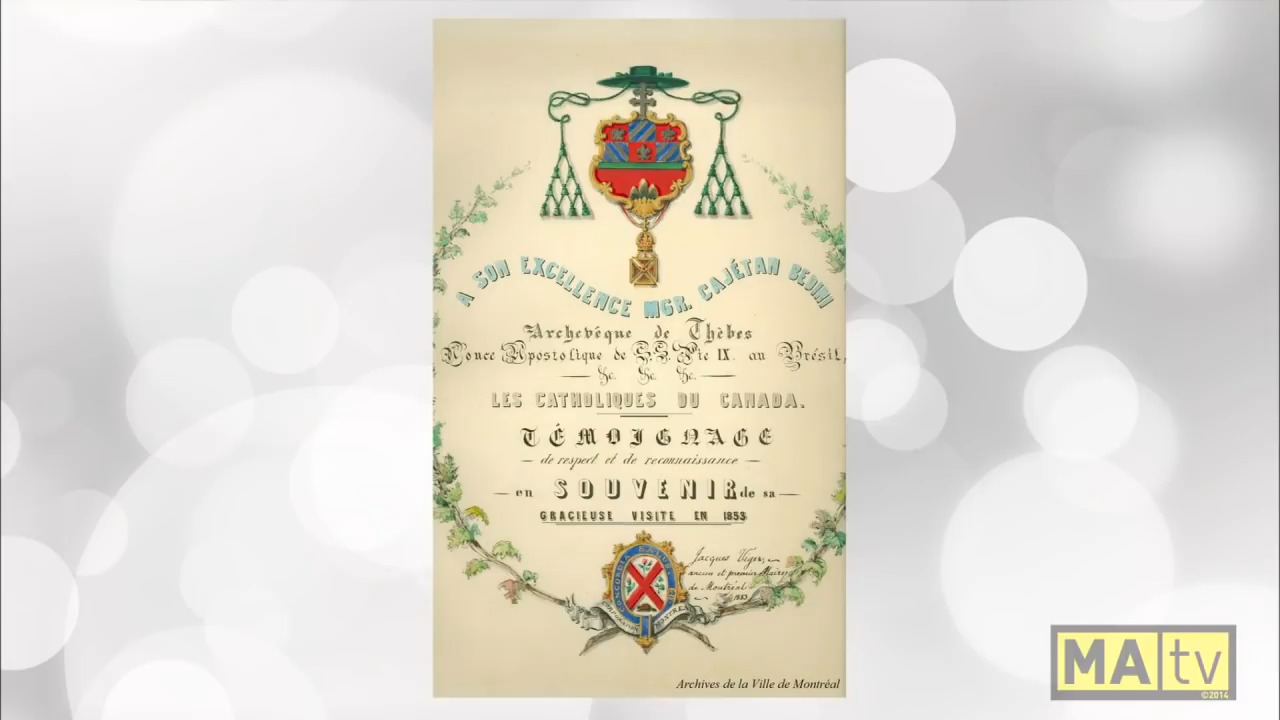 A SON EXCELLENCE MGR. CAJÉTAN BEDINI
Archevêque de Thèbes
Nonce Apostolique de S.S. Pie IX. au Brésil,
&c. &c. &c.
LES CATHOLIQUES DU CANADA.
TÉMOIGNAGE
de respect et de reconnaissance
en SOUVENIR de sa
GRACIEUSE VISITE EN 1853
Jacques Viger,
ancien et premier Maire
de Montréal
1853
CONCORDIA SALUS
Archives de la Ville de Montréal
MAtv
©2014